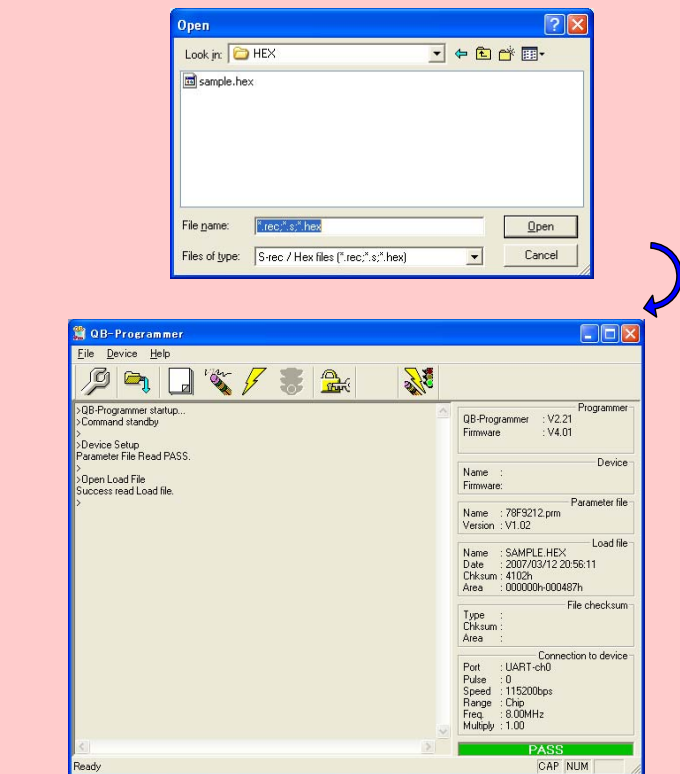 Open
Look in: HEX
sample.hex
File name: *.rec;*.s;*.hex
Open
Files of type: S-rec / Hex files (*.rec;*.s;*.hex)
Cancel
QB-Programmer
File Device Help
>QB-Programmer startup...
>Command standby
>
>Device Setup
Parameter File Read PASS.
>
>Open Load File
Success read Load file.
>
Programmer
QB-Programmer : V2.21
Firmware : V4.01
Device
Name :
Firmware:
Parameter file
Name : 78F9212.prm
Version : V1.02
Load file
Name : SAMPLE.HEX
Date : 2007/03/12 20:56:11
Chksum : 4102h
Area : 000000h-000487h
File checksum
Type :
Chksum :
Area :
Connection to device
Port : UART-ch0
Pulse : 0
Speed : 115200bps
Range : Chip
Freq. : 8.00MHz
Multiply : 1.00
PASS
Ready
CAP NUM